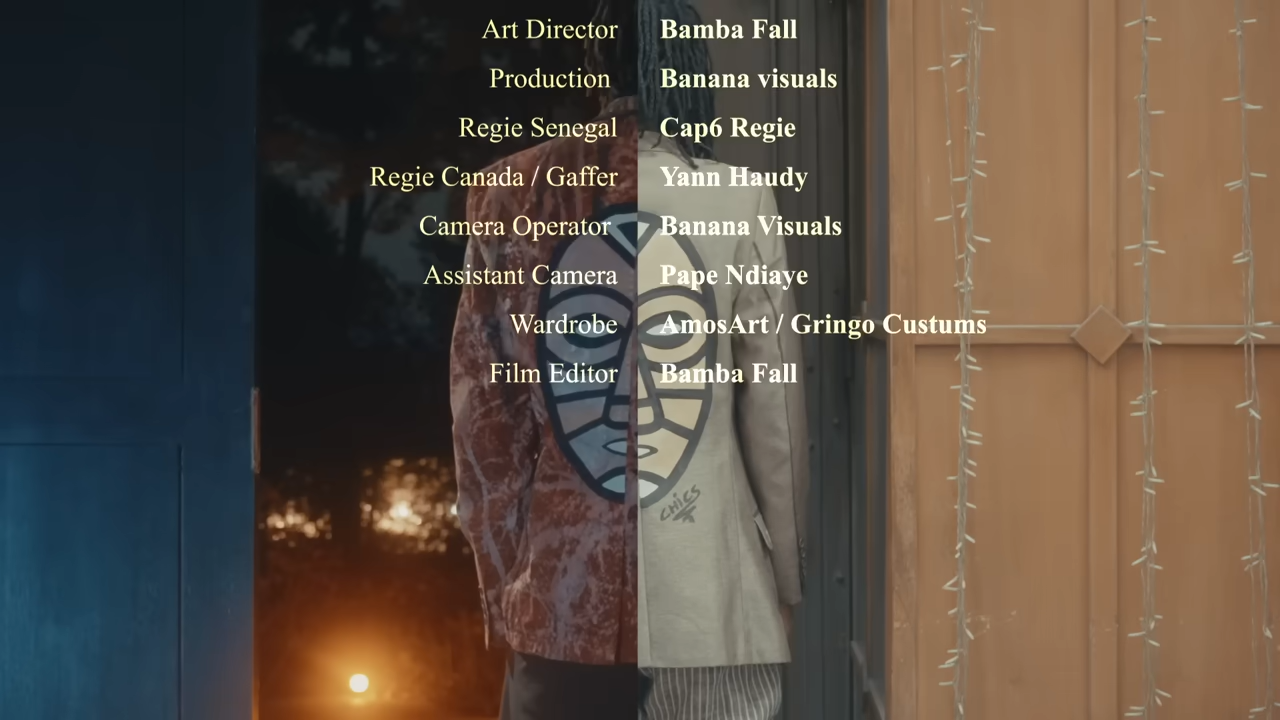 Art Director Bamba Fall
Production Banana visuals
Regie Senegal Cap6 Regie
Regie Canada / Gaffer Yann Haudy
Camera Operator Banana Visuals
Assistant Camera Pape Ndiaye
Wardrobe AmosArt / Gringo Custums
Film Editor Bamba Fall
CHICS